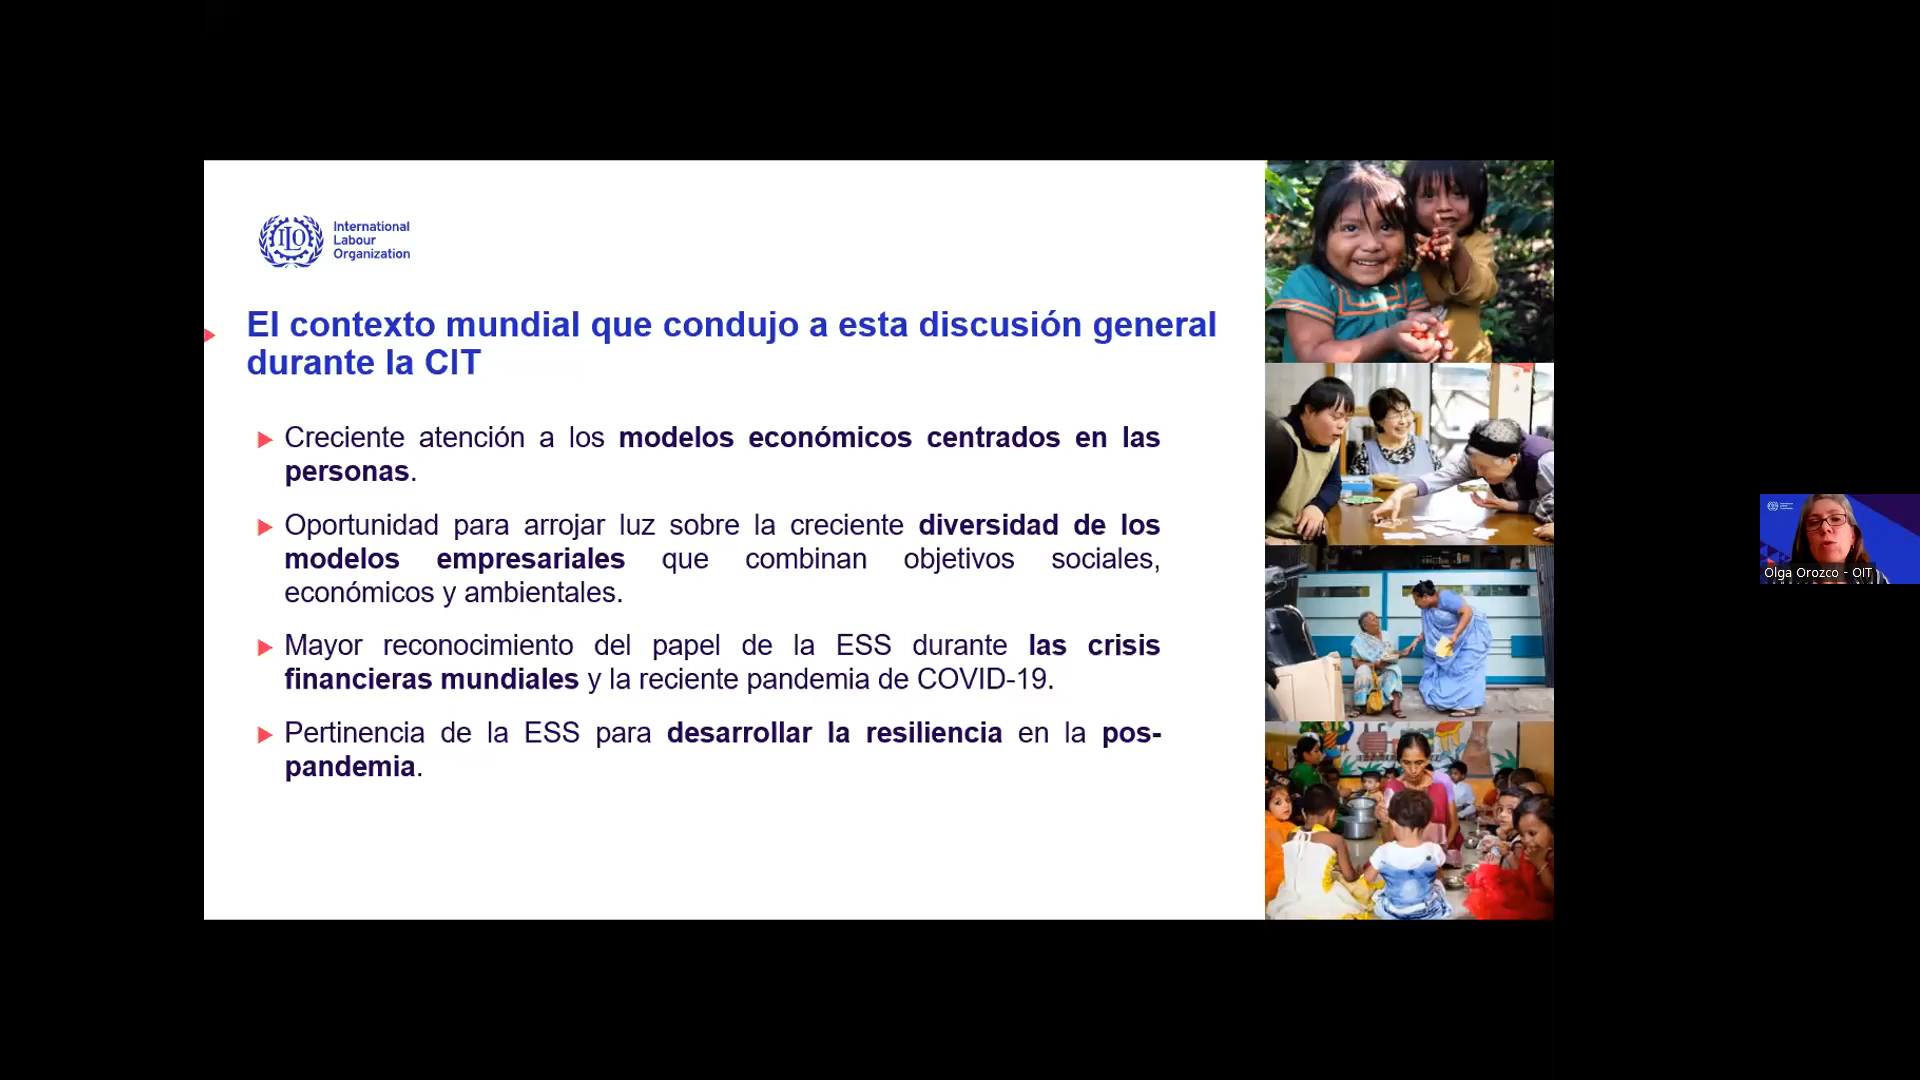 ILO
International
Labour
Organization
El contexto mundial que condujo a esta discusión general
durante la CIT
Creciente atención a los modelos económicos centrados en las
personas.
Oportunidad para arrojar luz sobre la creciente diversidad de los
modelos empresariales que combinan objetivos sociales,
económicos y ambientales.
Mayor reconocimiento del papel de la ESS durante las crisis
financieras mundiales y la reciente pandemia de COVID-19.
Pertinencia de la ESS para desarrollar la resiliencia en la pos-
pandemia.
Olga Orozco - OIT